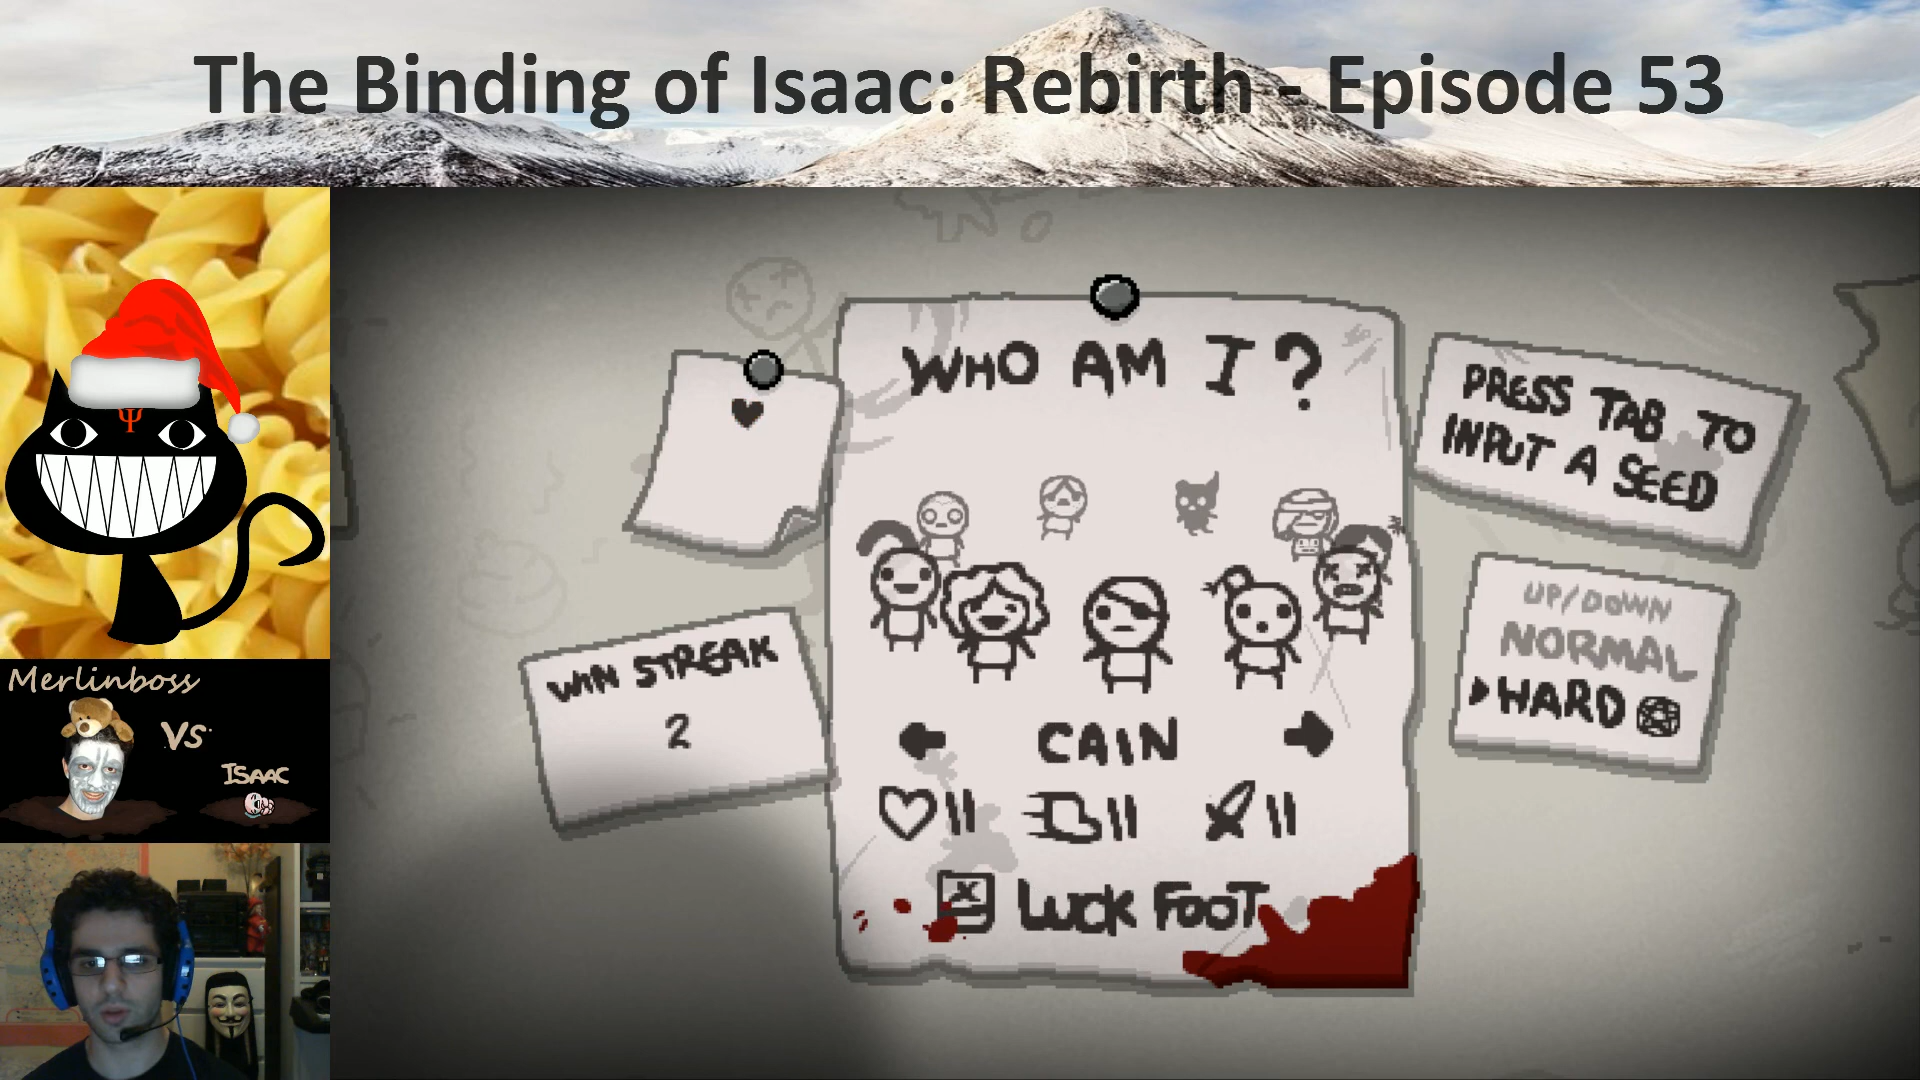 The Binding of Isaac: Rebirth - Episode 53
WHO AM I?
PRESS TAB TO
INPUT A SEED
WIN STREAK
2
UP/DOWN
NORMAL
HARD
CAIN
LUCK FOOT
Ψ
Merlinboss
VS
ISAAC